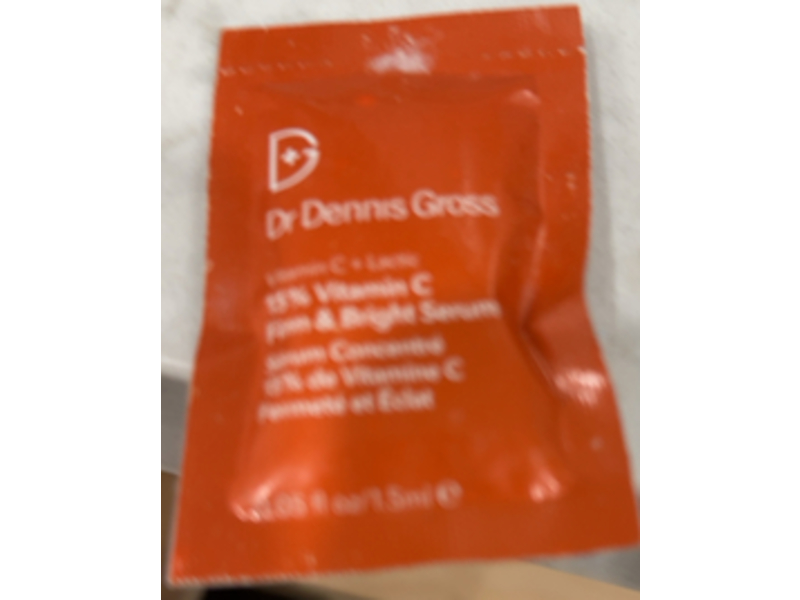 Dr Dennis Gross
Vitamin C + Lactic
15% Vitamin C
Firm & Bright Serum
Sérum Concentré
15% de Vitamine C
Fermeté et Éclat
0.05 fl oz/1.5ml e